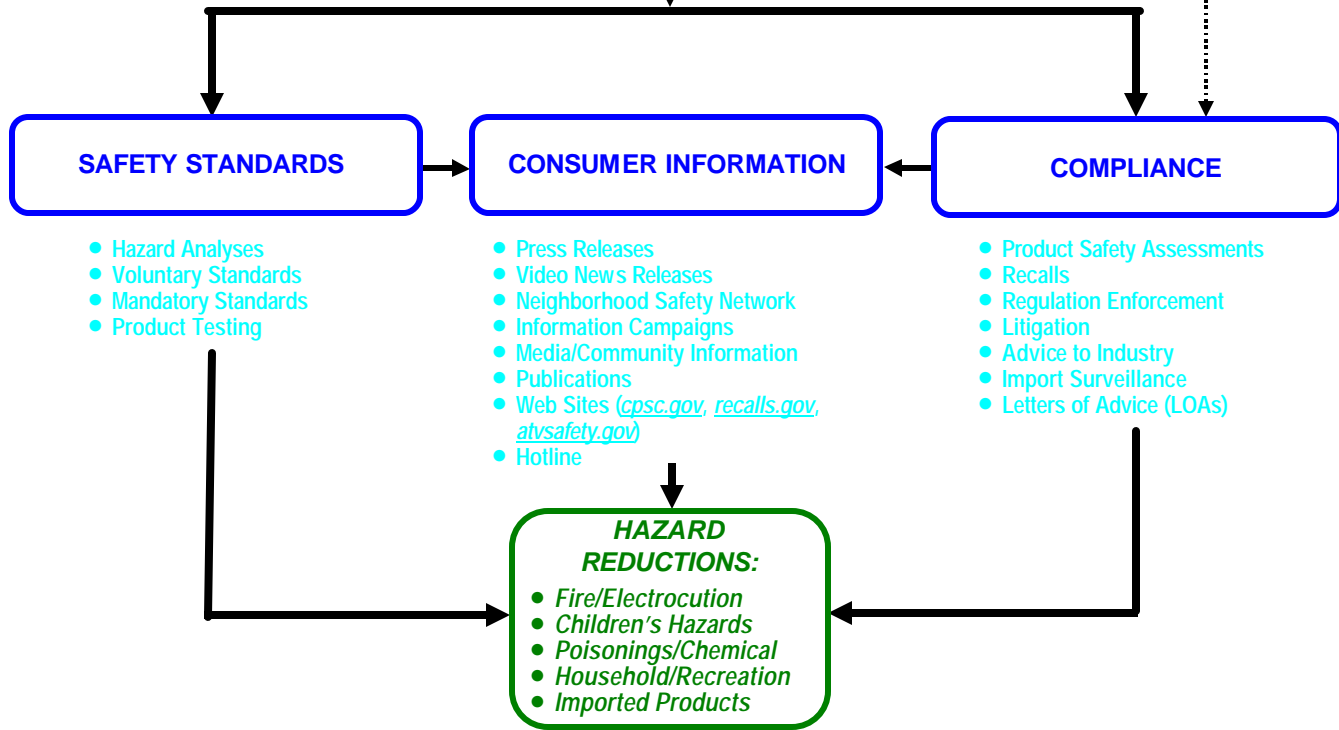 SAFETY STANDARDS
CONSUMER INFORMATION
COMPLIANCE
• Hazard Analyses
• Voluntary Standards
• Mandatory Standards
• Product Testing
• Press Releases
• Video News Releases
• Neighborhood Safety Network
• Information Campaigns
• Media/Community Information
• Publications
• Web Sites (cpsc.gov, recalls.gov,
atvsafety.gov)
• Hotline
• Product Safety Assessments
• Recalls
• Regulation Enforcement
• Litigation
• Advice to Industry
• Import Surveillance
• Letters of Advice (LOAs)
HAZARD
REDUCTIONS:
• Fire/Electrocution
• Children's Hazards
• Poisonings/Chemical
• Household/Recreation
• Imported Products